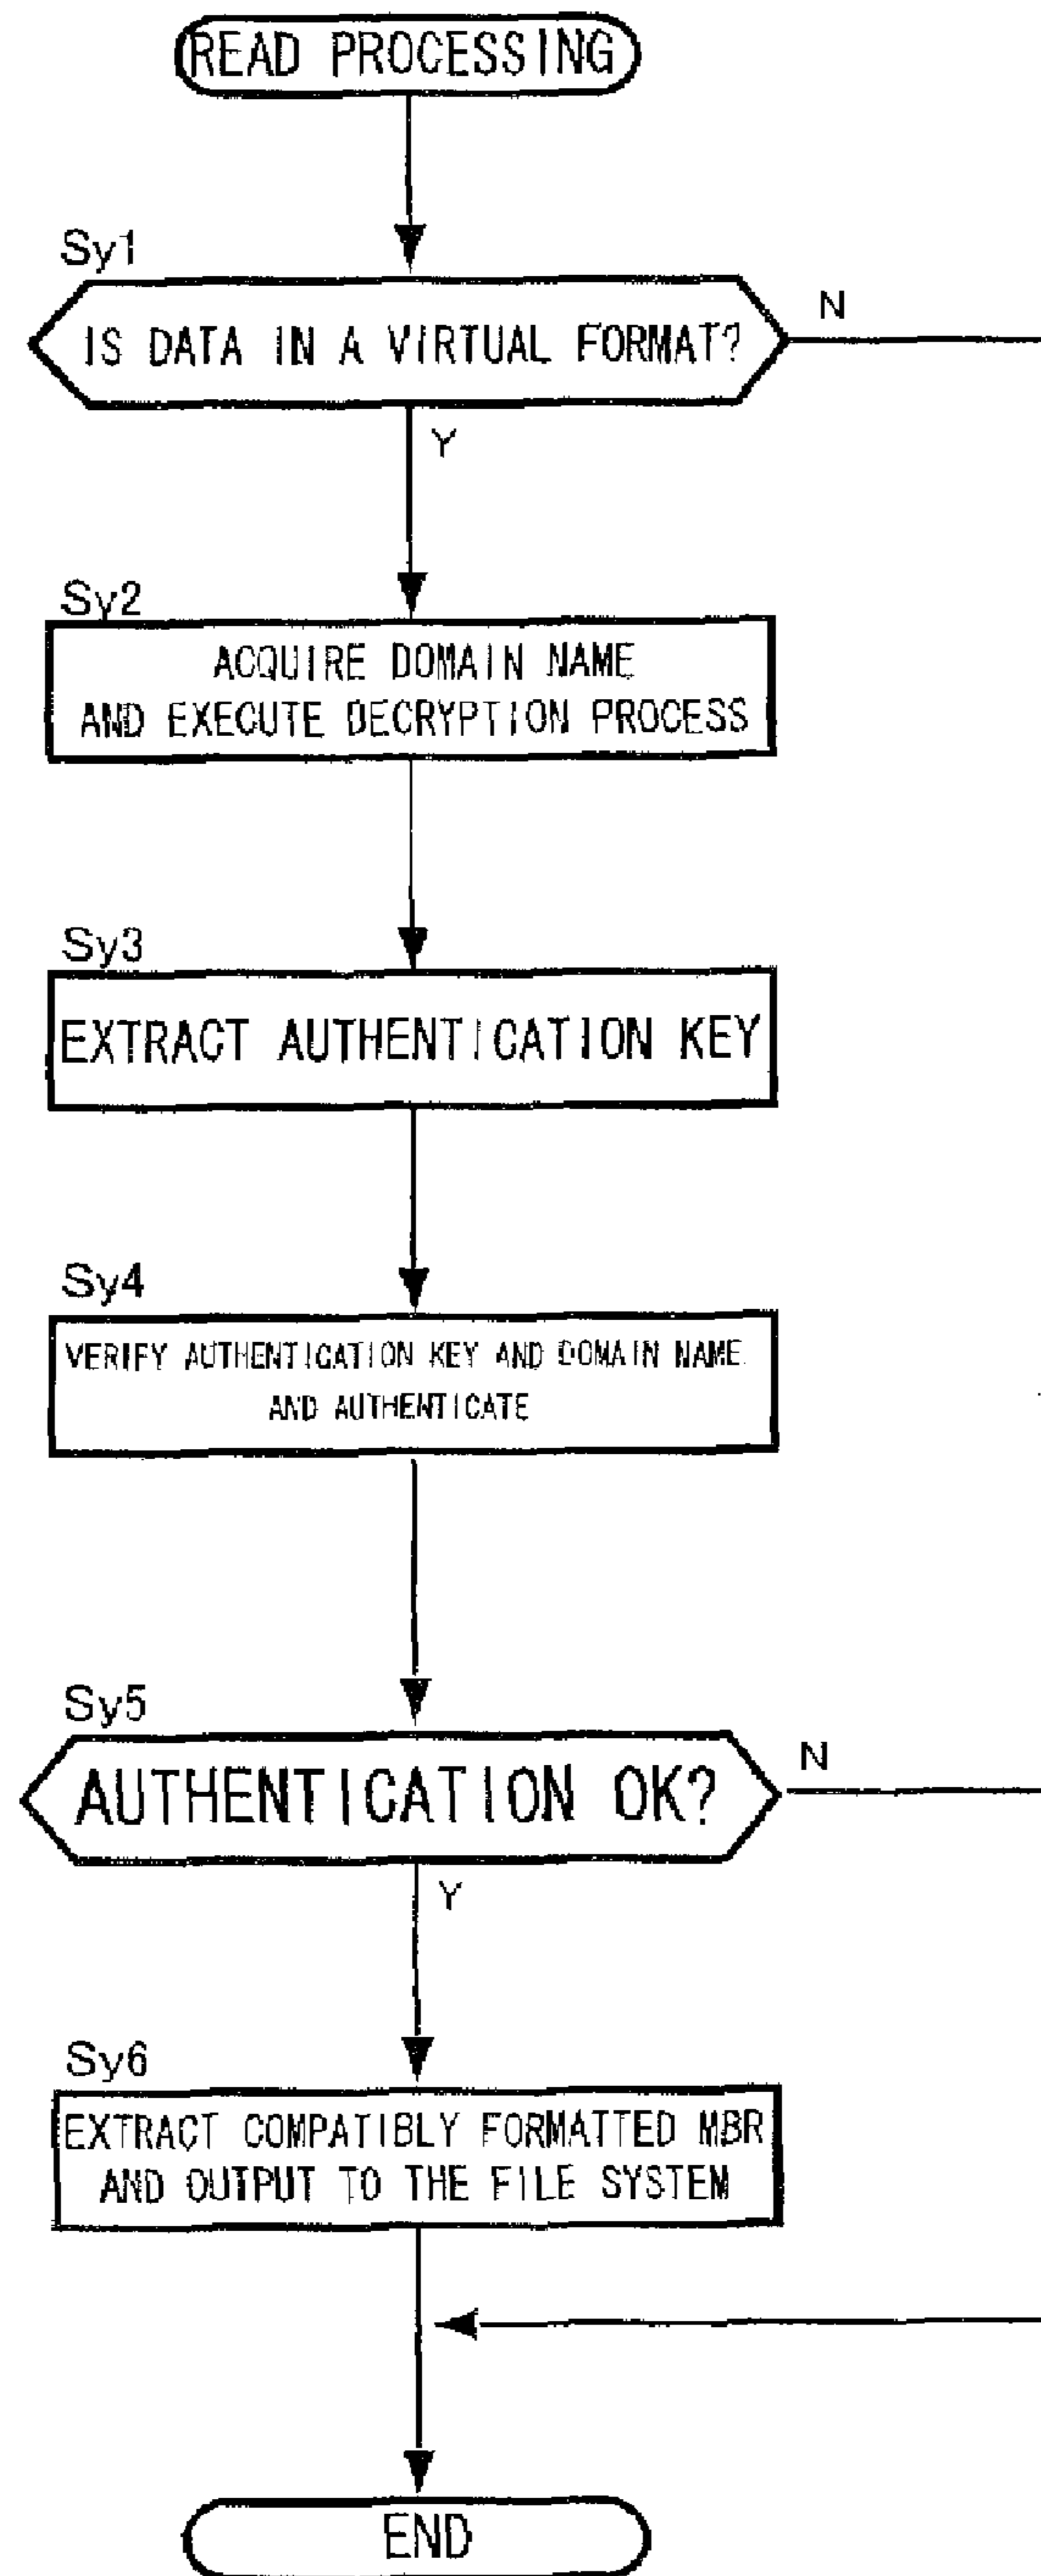 READ PROCESSING
Sy1
IS DATA IN A VIRTUAL FORMAT?
N
Y
Sy2
ACQUIRE DOMAIN NAME
AND EXECUTE DECRYPTION PROCESS
Sy3
EXTRACT AUTHENTICATION KEY
Sy4
VERIFY AUTHENTICATION KEY AND DOMAIN NAME
AND AUTHENTICATE
Sy5
AUTHENTICATION OK?
N
Y
Sy6
EXTRACT COMPATIBLY FORMATTED MBR
AND OUTPUT TO THE FILE SYSTEM
END